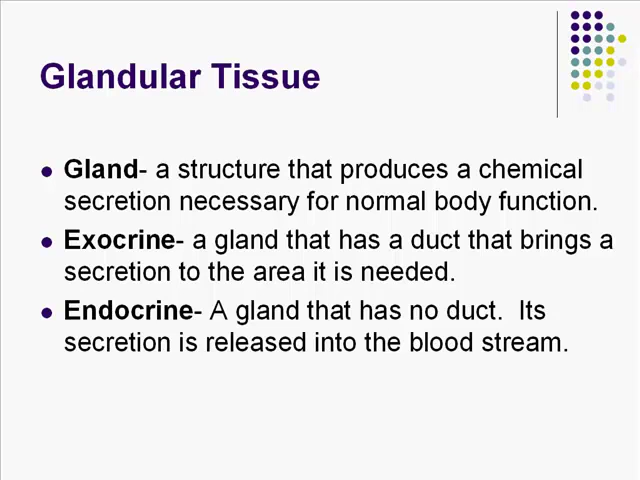 Glandular Tissue
Gland- a structure that produces a chemical
secretion necessary for normal body function.
Exocrine- a gland that has a duct that brings a
secretion to the area it is needed.
Endocrine- A gland that has no duct.  Its
secretion is released into the blood stream.